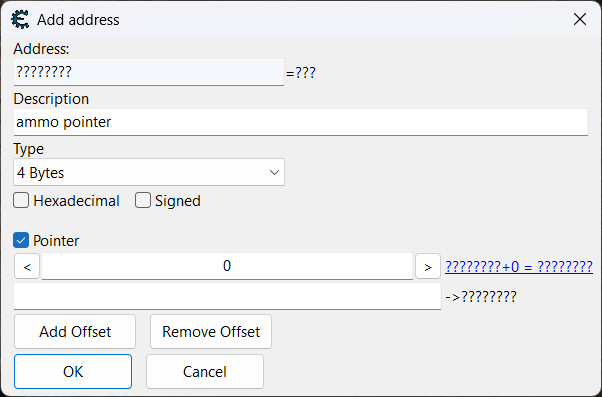 Add address
Address:
????????
=???
Description
ammo pointer
Type
4 Bytes
Hexadecimal
Signed
Pointer
<
0
>
????????+0 = ????????
->????????
Add Offset
Remove Offset
OK
Cancel